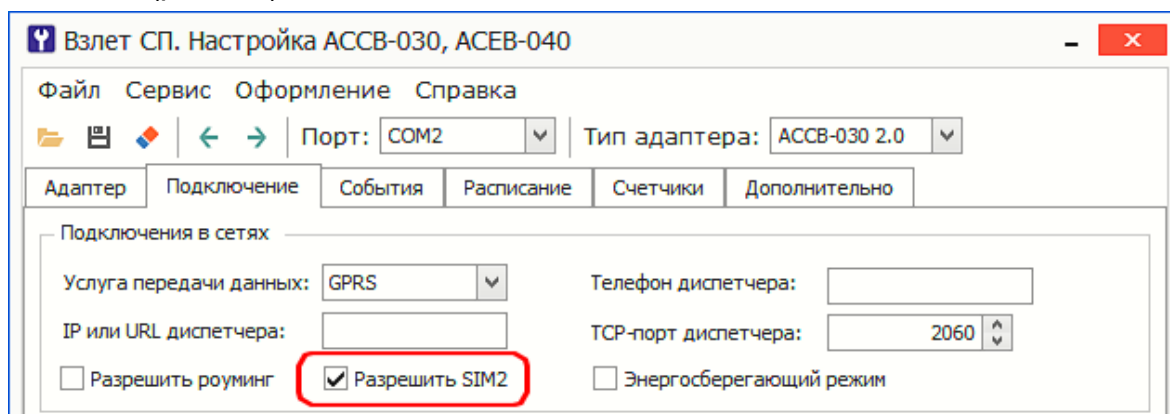 Взлет СП. Настройка АССВ-030, АСЕВ-040
Файл Сервис Оформление Справка
Порт: COM2 Тип адаптера: АССВ-030 2.0
Адаптер Подключение События Расписание Счетчики Дополнительно
Подключения в сетях
Услуга передачи данных: GPRS Телефон диспетчера:
IP или URL диспетчера: TCP-порт диспетчера: 2060
Разрешить роуминг Разрешить SIM2 Энергосберегающий режим